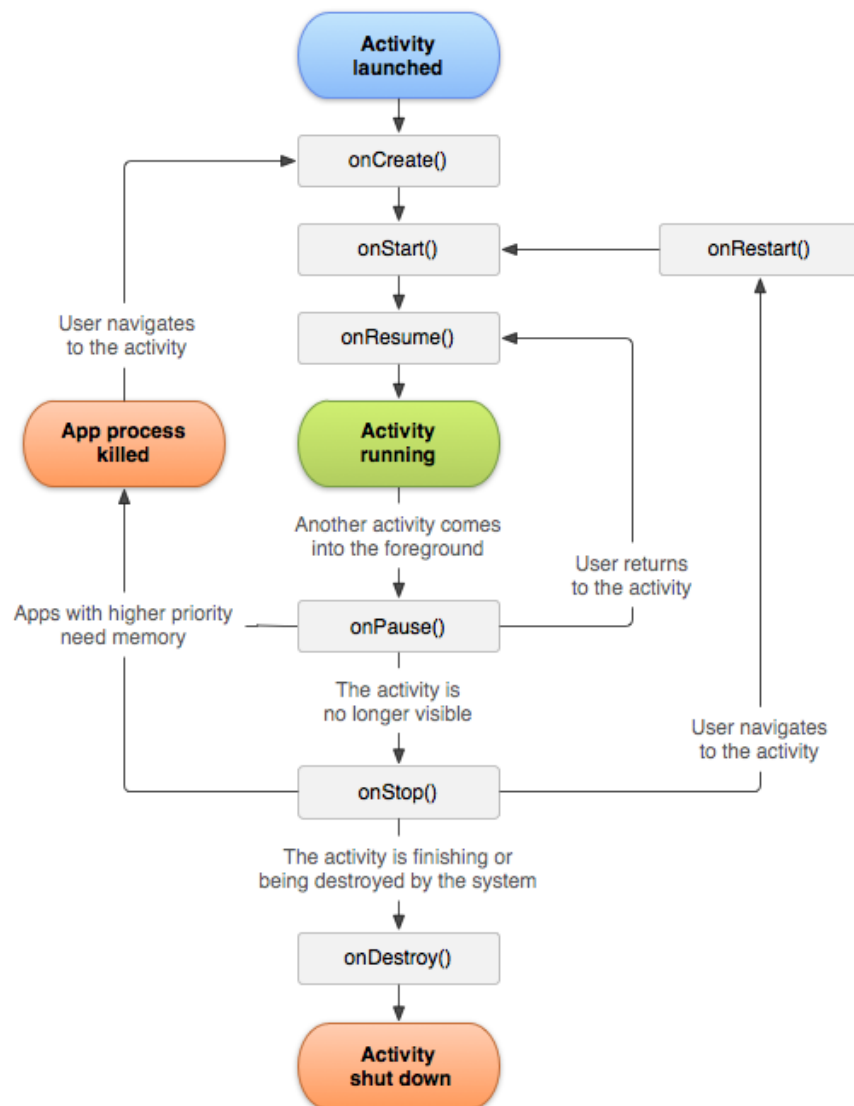 Activity
launched
onCreate()
onStart()
onRestart()
User navigates
to the activity
onResume()
App process
killed
Activity
running
Another activity comes
into the foreground
User returns
to the activity
Apps with higher priority
need memory
onPause()
The activity is
no longer visible
User navigates
to the activity
onStop()
The activity is finishing or
being destroyed by the system
onDestroy()
Activity
shut down